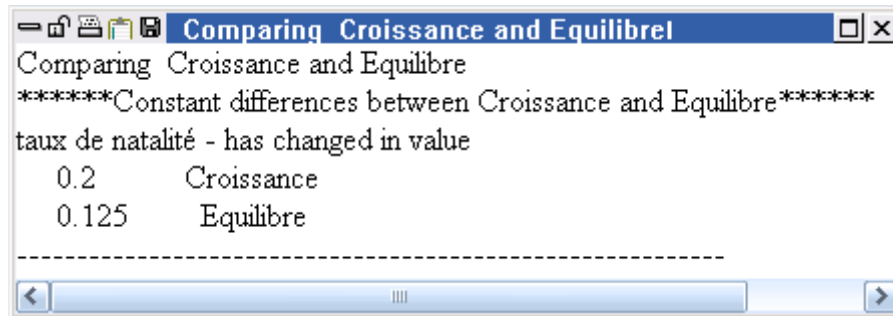 Comparing Croissance and Equilibrel
Comparing Croissance and Equilibre
******Constant differences between Croissance and Equilibre******
taux de natalité - has changed in value
0.2 Croissance
0.125 Equilibre
------------------------------------------------------------